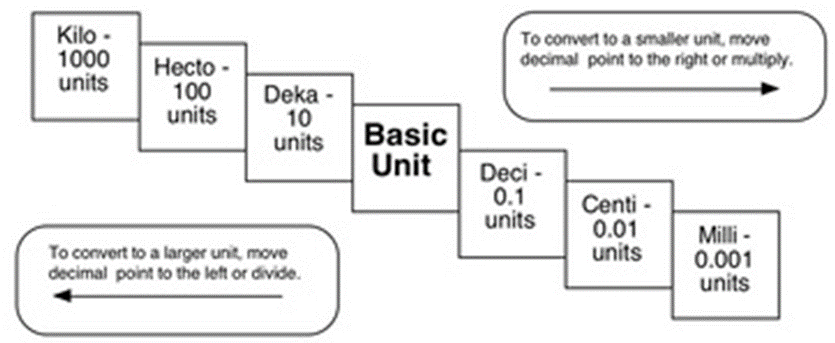 Kilo -
1000
units
Hecto -
100
units
Deka -
10
units
Basic
Unit
Deci -
0.1
units
Centi -
0.01
units
Milli -
0.001
units
To convert to a smaller unit, move
decimal point to the right or multiply.
To convert to a larger unit, move
decimal point to the left or divide.